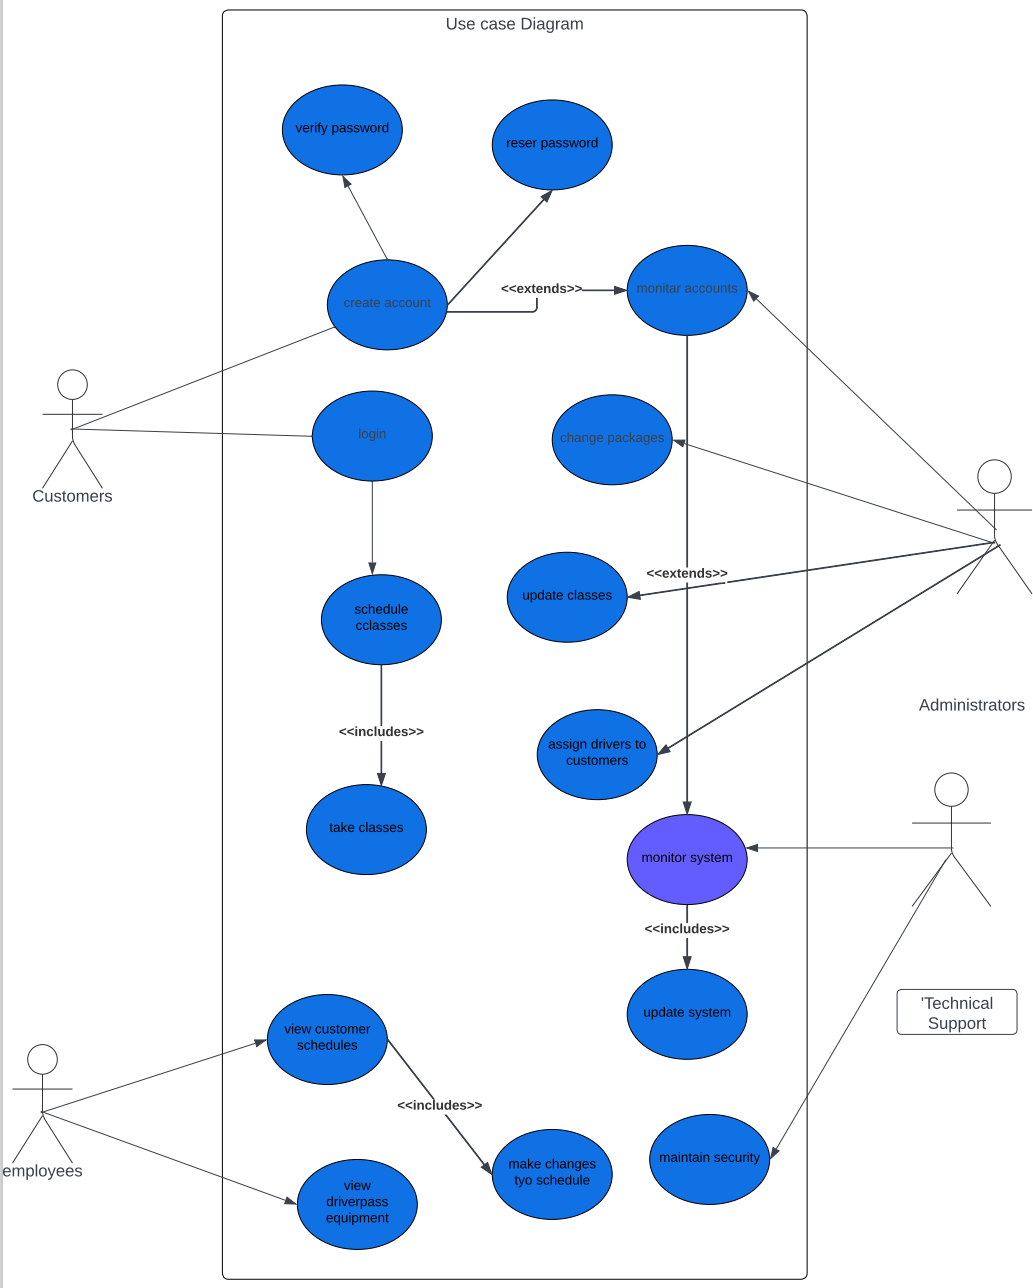 Use case Diagram
verify password
reser password
create account
<<extends>>
monitar accounts
login
change packages
Customers
schedule
cclasses
update classes
<<extends>>
<<includes>>
assign drivers to
customers
Administrators
take classes
monitor system
<<includes>>
update system
'Technical
Support
view customer
schedules
<<includes>>
make changes
tyo schedule
maintain security
employees
view
driverpass
equipment